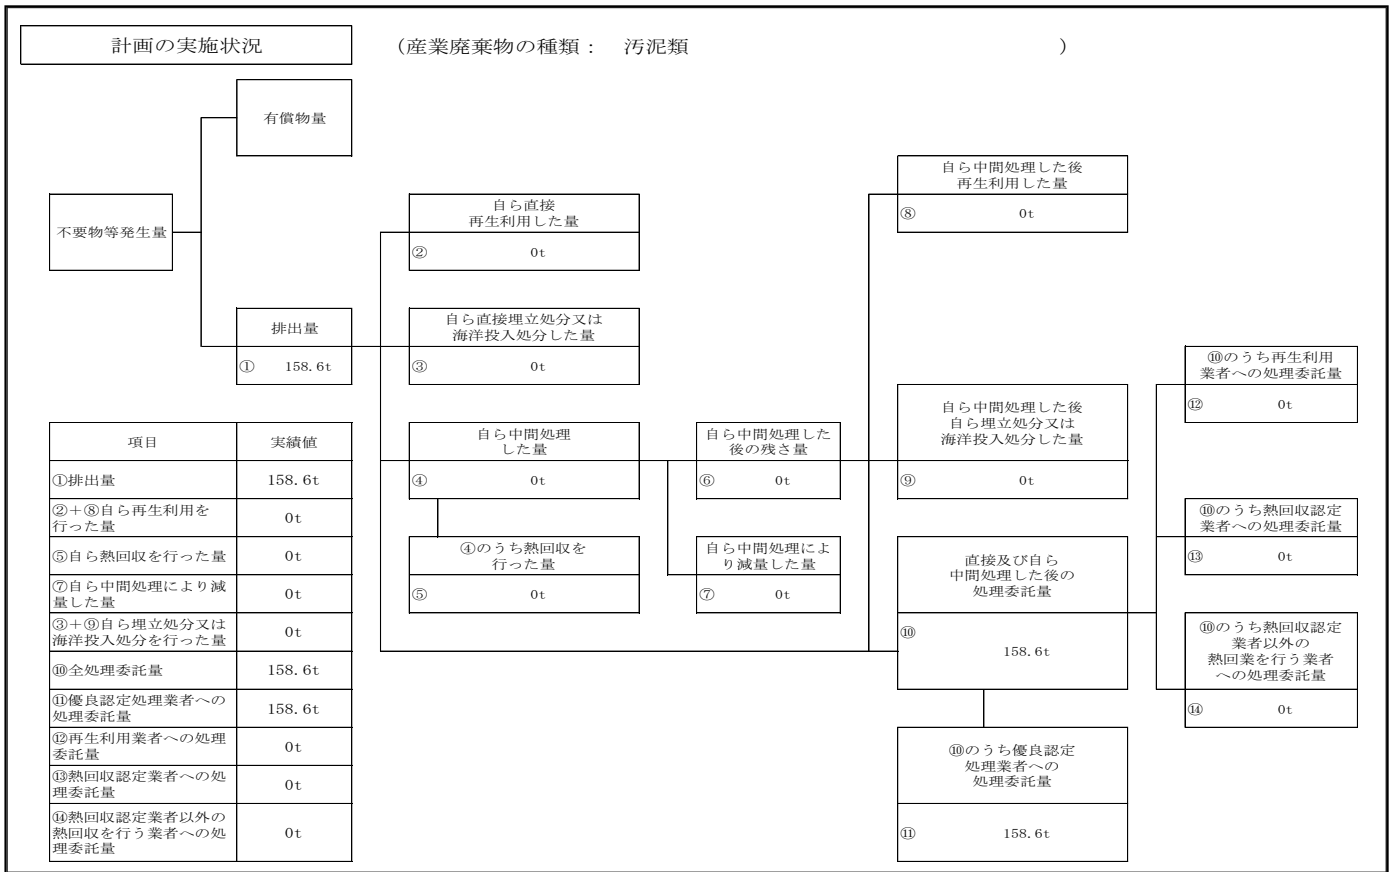 計画の実施状況
（産業廃棄物の種類： 汚泥類 ）
有償物量
不要物等発生量
排出量
① 158.6t
自ら直接
再生利用した量
② 0t
自ら直接埋立処分又は
海洋投入処分した量
③ 0t
自ら中間処理
した量
④ 0t
④のうち熱回収を
行った量
⑤ 0t
自ら中間処理した
後の残さ量
⑥ 0t
自ら中間処理によ
り減量した量
⑦ 0t
自ら中間処理した後
再生利用した量
⑧ 0t
自ら中間処理した後
自ら埋立処分又は
海洋投入処分した量
⑨ 0t
直接及び自ら
中間処理した後の
処理委託量
⑩
158.6t
⑩のうち優良認定
処理業者への
処理委託量
⑪ 158.6t
⑩のうち再生利用
業者への処理委託量
⑫ 0t
⑩のうち熱回収認定
業者への処理委託量
⑬ 0t
⑩のうち熱回収認定
業者以外の
熱回業を行う業者
への処理委託量
⑭ 0t
項目 実績値
①排出量 158.6t
②＋⑧自ら再生利用を
行った量 0t
⑤自ら熱回収を行った量 0t
⑦自ら中間処理により減
量した量 0t
③＋⑨自ら埋立処分又は
海洋投入処分を行った量 0t
⑩全処理委託量 158.6t
⑪優良認定処理業者への
処理委託量 158.6t
⑫再生利用業者への処理
委託量 0t
⑬熱回収認定業者への処
理委託量 0t
⑭熱回収認定業者以外の
熱回収を行う業者への処
理委託量 0t